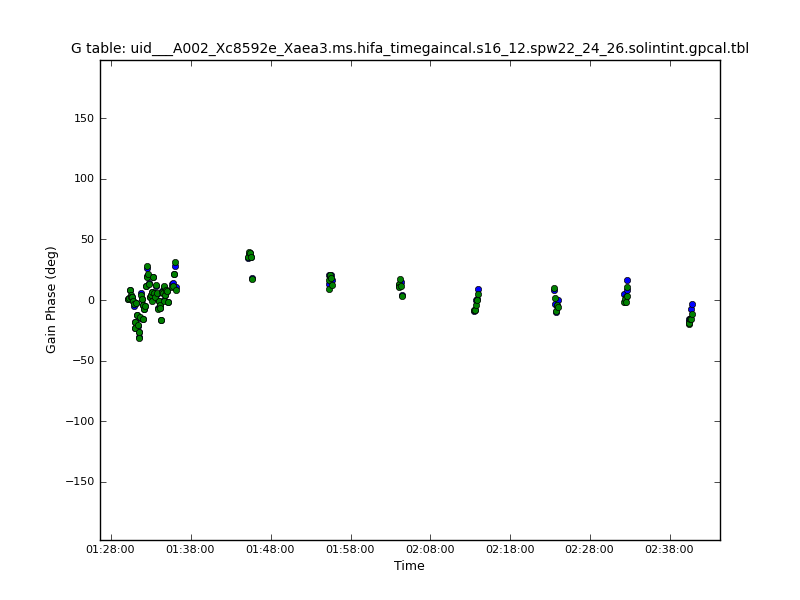 G table: uid___A002_Xc8592e_Xaea3.ms.hifa_timegaincal.s16_12.spw22_24_26.solintint.gpcal.tbl
150
100
50
0
−50
−100
−150
Gain Phase (deg)
01:28:00 01:38:00 01:48:00 01:58:00 02:08:00 02:18:00 02:28:00 02:38:00
Time